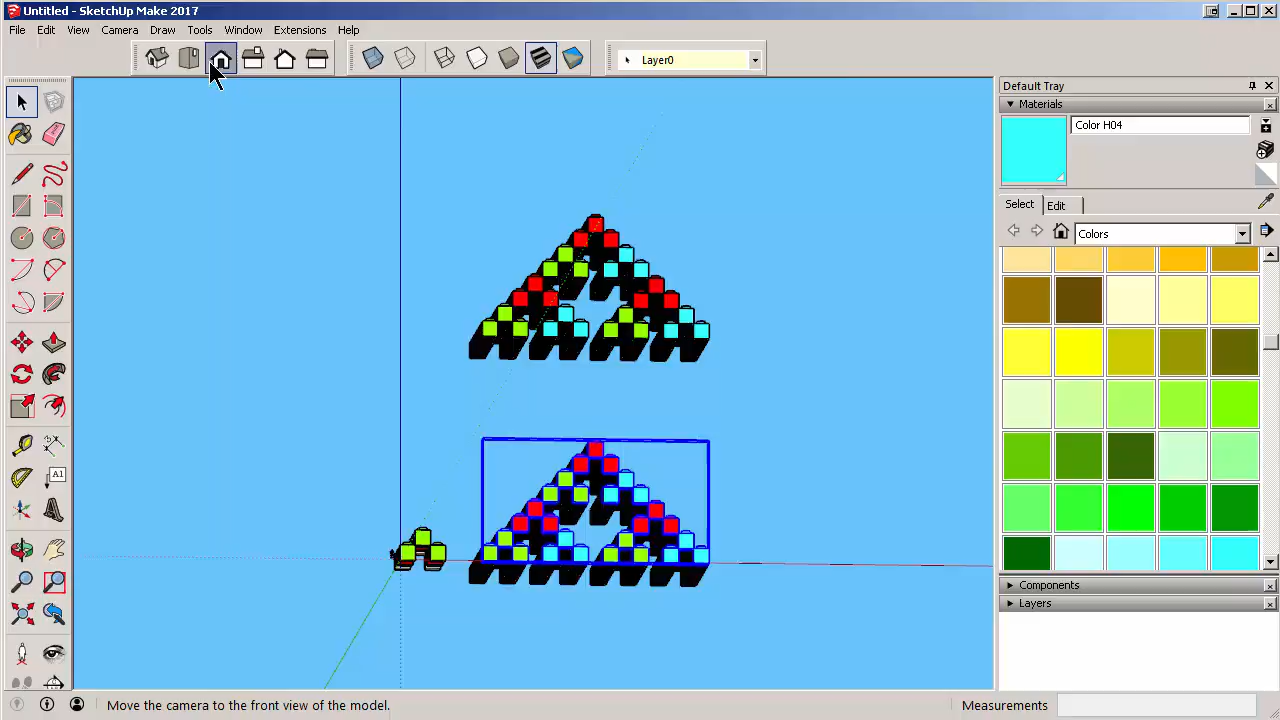 Untitled - SketchUp Make 2017
File Edit View Camera Draw Tools Window Extensions Help
Layer0
Default Tray
Materials
Color H04
Select Edit
Colors
A1
Components
Layers
Move the camera to the front view of the model.
Measurements